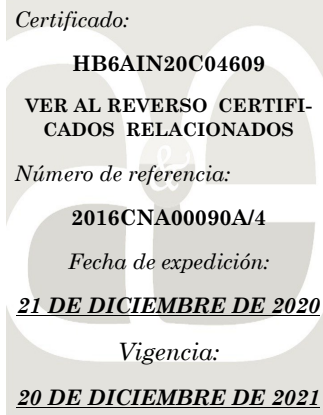 Certificado:
HB6AIN20C04609
VER AL REVERSO CERTIFI-
CADOS RELACIONADOS
Número de referencia:
2016CNA00090A/4
Fecha de expedición:
21 DE DICIEMBRE DE 2020
Vigencia:
20 DE DICIEMBRE DE 2021